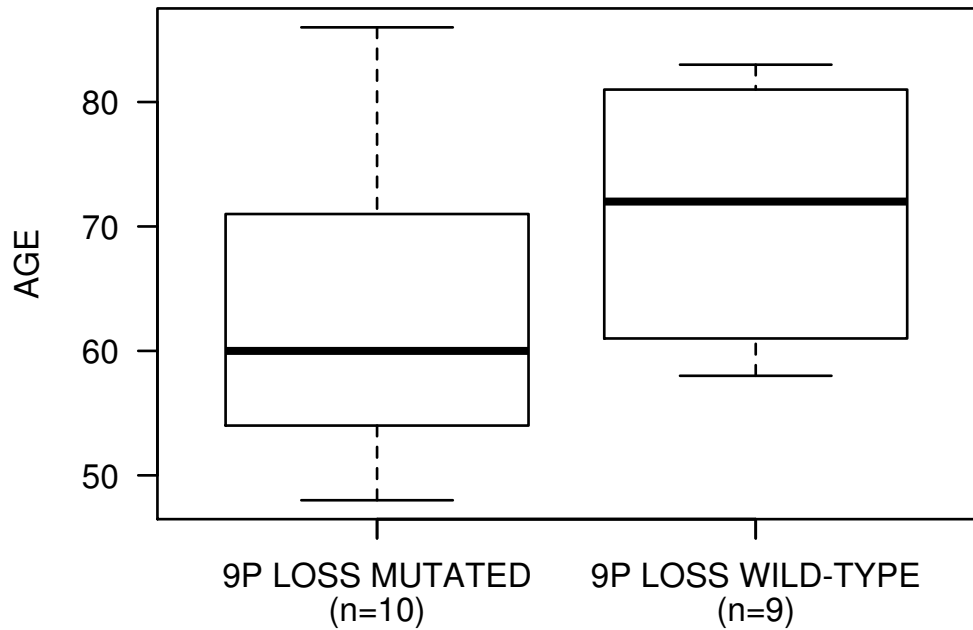 AGE
80
70
60
50
9P LOSS MUTATED
(n=10)
9P LOSS WILD-TYPE
(n=9)